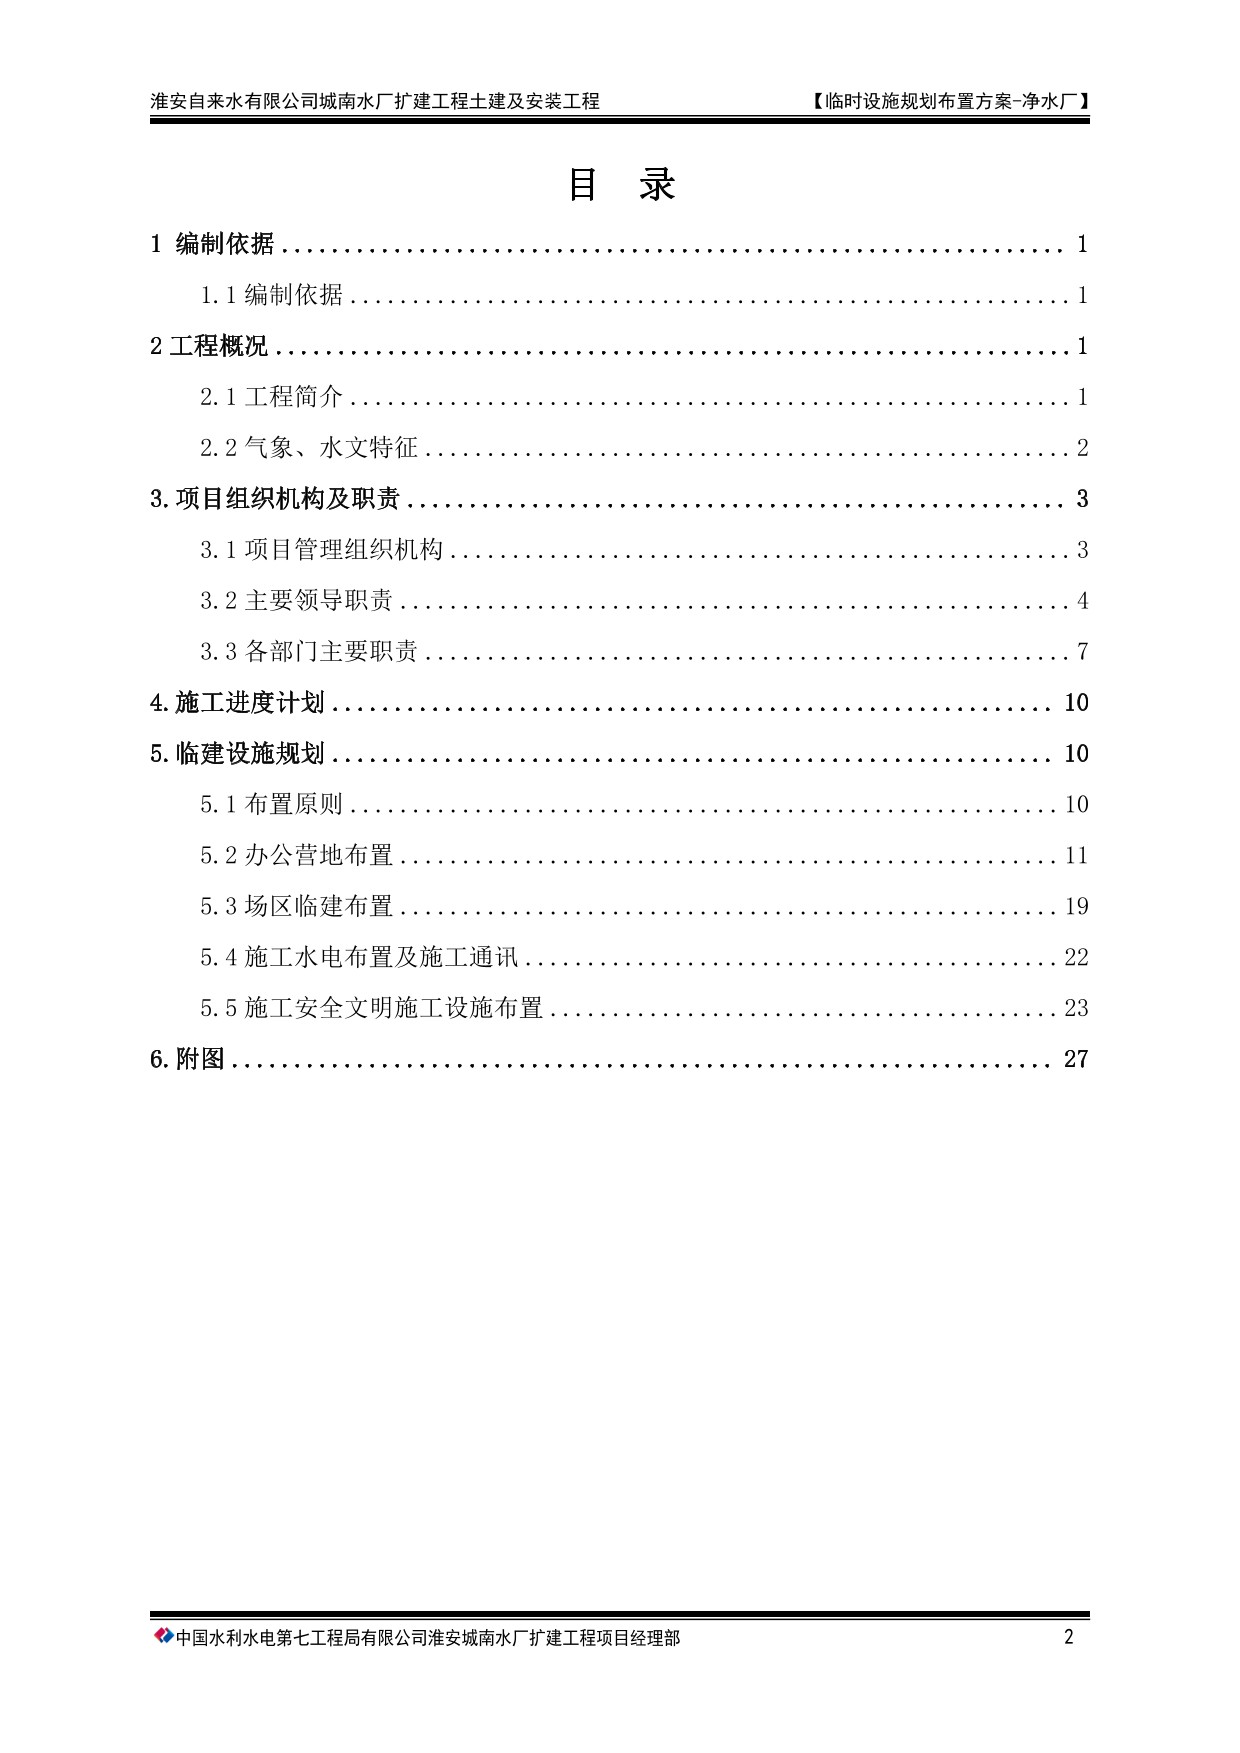 淮安自来水有限公司城南水厂扩建工程土建及安装工程 【临时设施规划布置方案-净水厂】
目 录
1 编制依据 ............................................................... 1
1.1 编制依据 .......................................................... 1
2 工程概况 ................................................................ 1
2.1 工程简介 .......................................................... 1
2.2 气象、水文特征 .................................................... 2
3. 项目组织机构及职责 ..................................................... 3
3.1 项目管理组织机构 .................................................. 3
3.2 主要领导职责 ...................................................... 4
3.3 各部门主要职责 .................................................... 7
4. 施工进度计划 .......................................................... 10
5. 临建设施规划 .......................................................... 10
5.1 布置原则 ......................................................... 10
5.2 办公营地布置 ..................................................... 11
5.3 场区临建布置 ..................................................... 19
5.4 施工水电布置及施工通讯 ........................................... 22
5.5 施工安全文明施工设施布置 ......................................... 23
6. 附图 .................................................................. 27
中国水利水电第七工程局有限公司淮安城南水厂扩建工程项目经理部 2